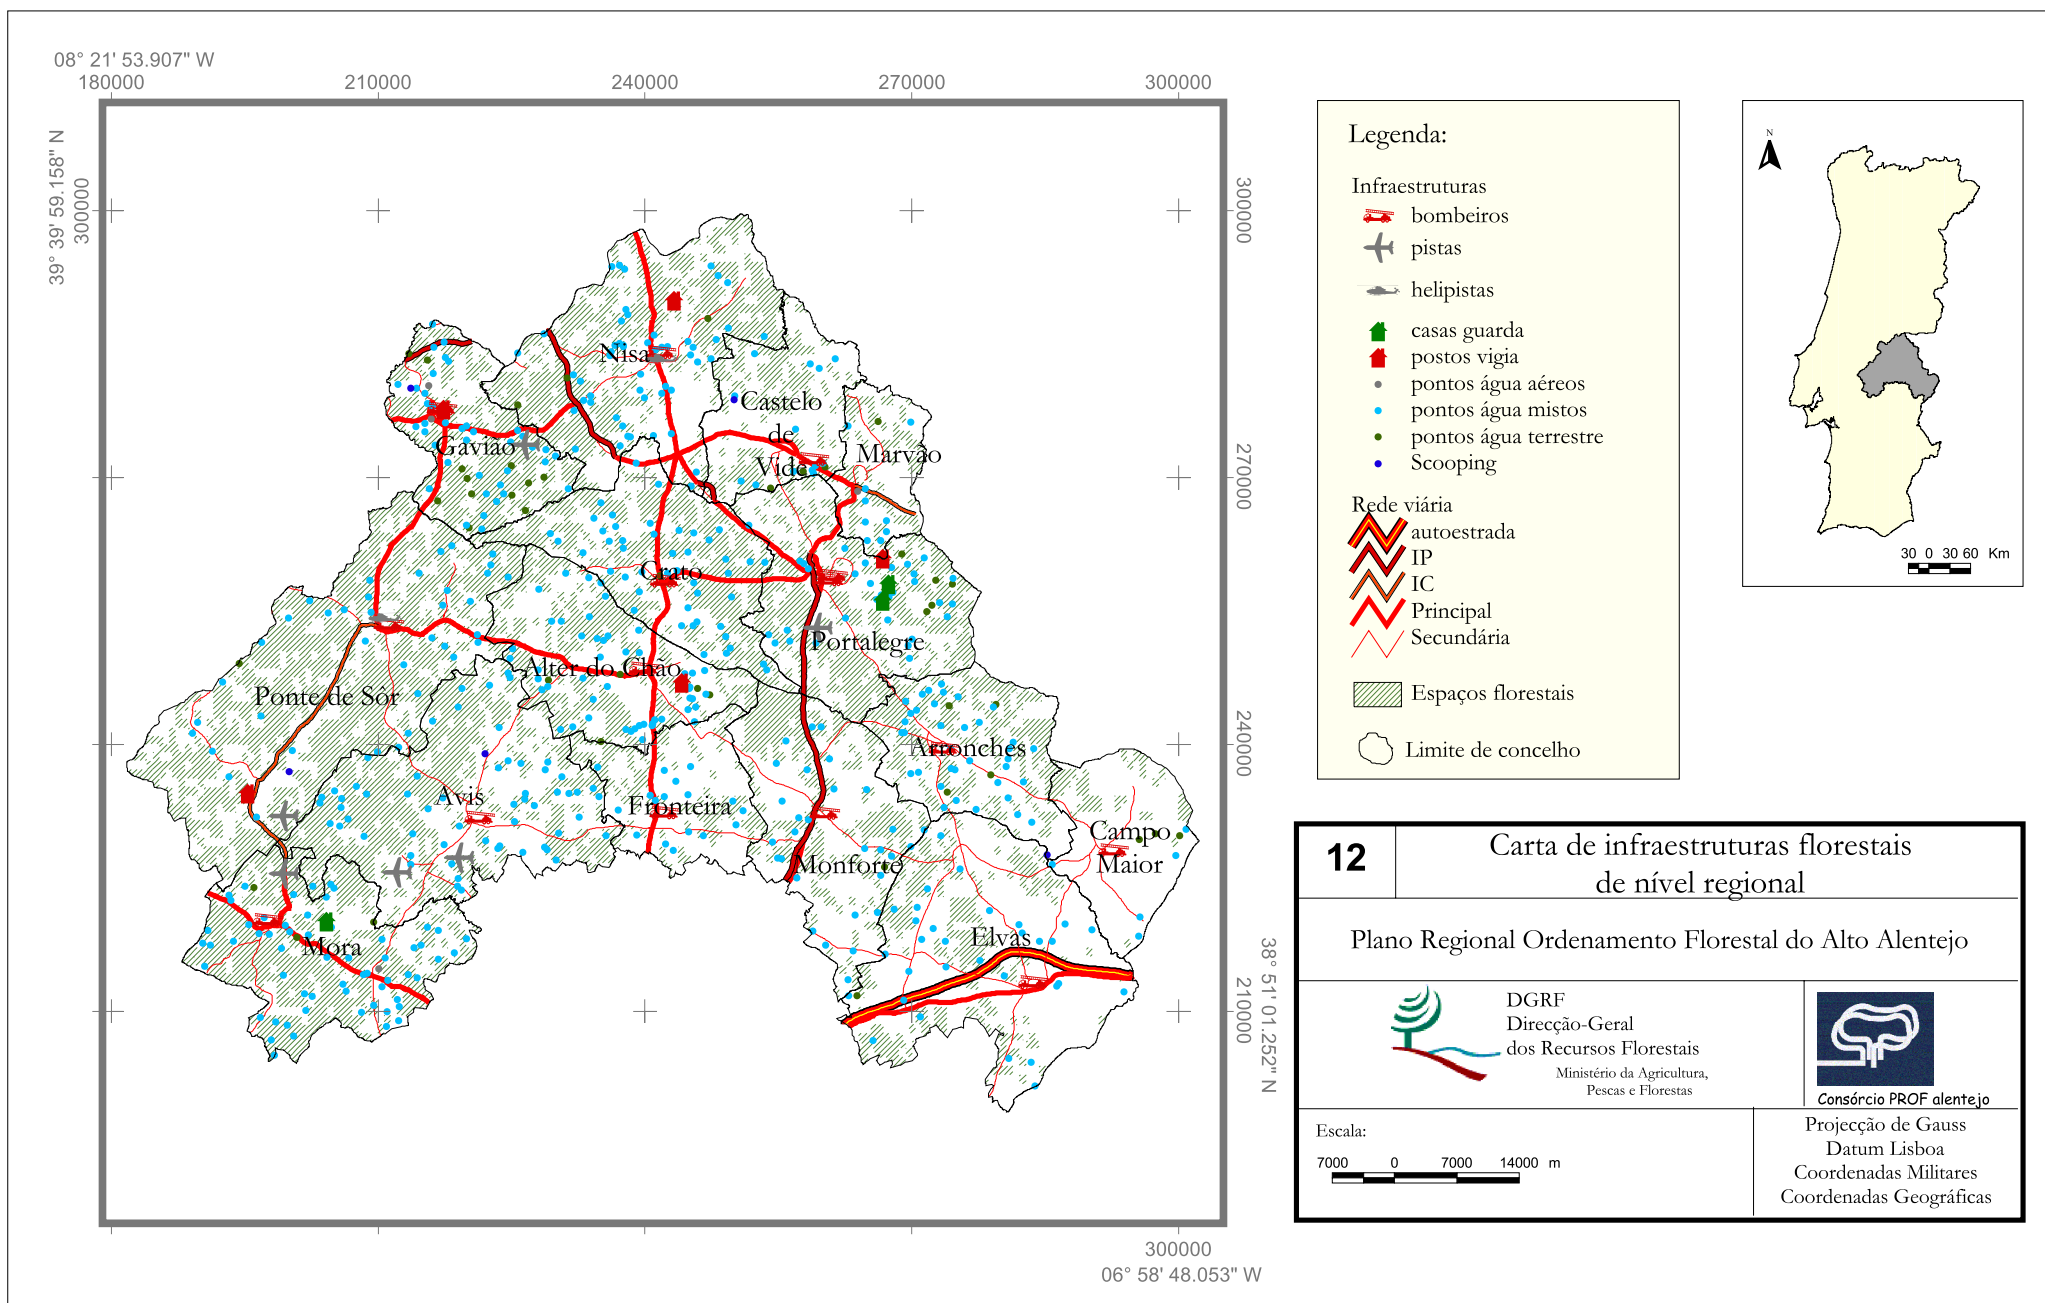 08° 21' 53.907" W
180000
210000
240000
270000
300000
39° 39' 59.158" N
300000
300000
270000
240000
210000
38° 51' 01.252" N
300000
06° 58' 48.053" W
Nisa
Castelo
de
Vide
Marvão
Gavião
Crato
Portalegre
Alter do Chão
Ponte de Sôr
Arronches
Avis
Fronteira
Campo
Maior
Monforte
Elvas
Mora
Legenda:
Infraestruturas
bombeiros
pistas
helipistas
casas guarda
postos vigia
pontos água aéreos
pontos água mistos
pontos água terrestre
Scooping
Rede viária
autoestrada
IP
IC
Principal
Secundária
Espaços florestais
Limite de concelho
N
30 0 30 60 Km
12
Carta de infraestruturas florestais
de nível regional
Plano Regional Ordenamento Florestal do Alto Alentejo
DGRF
Direcção-Geral
dos Recursos Florestais
Ministério da Agricultura,
Pescas e Florestas
Consórcio PROF alentejo
Escala:
7000 0 7000 14000 m
Projecção de Gauss
Datum Lisboa
Coordenadas Militares
Coordenadas Geográficas